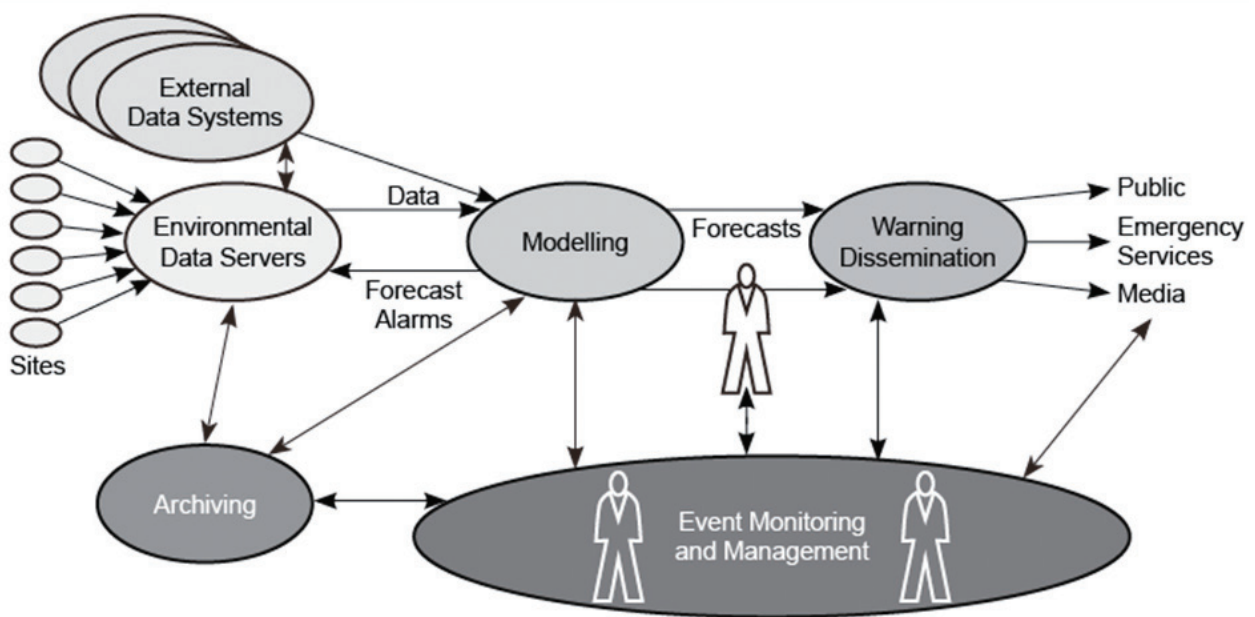 External
Data Systems
Environmental
Data Servers
Sites
Data
Forecast
Alarms
Modelling
Forecasts
Warning
Dissemination
Public
Emergency
Services
Media
Archiving
Event Monitoring
and Management